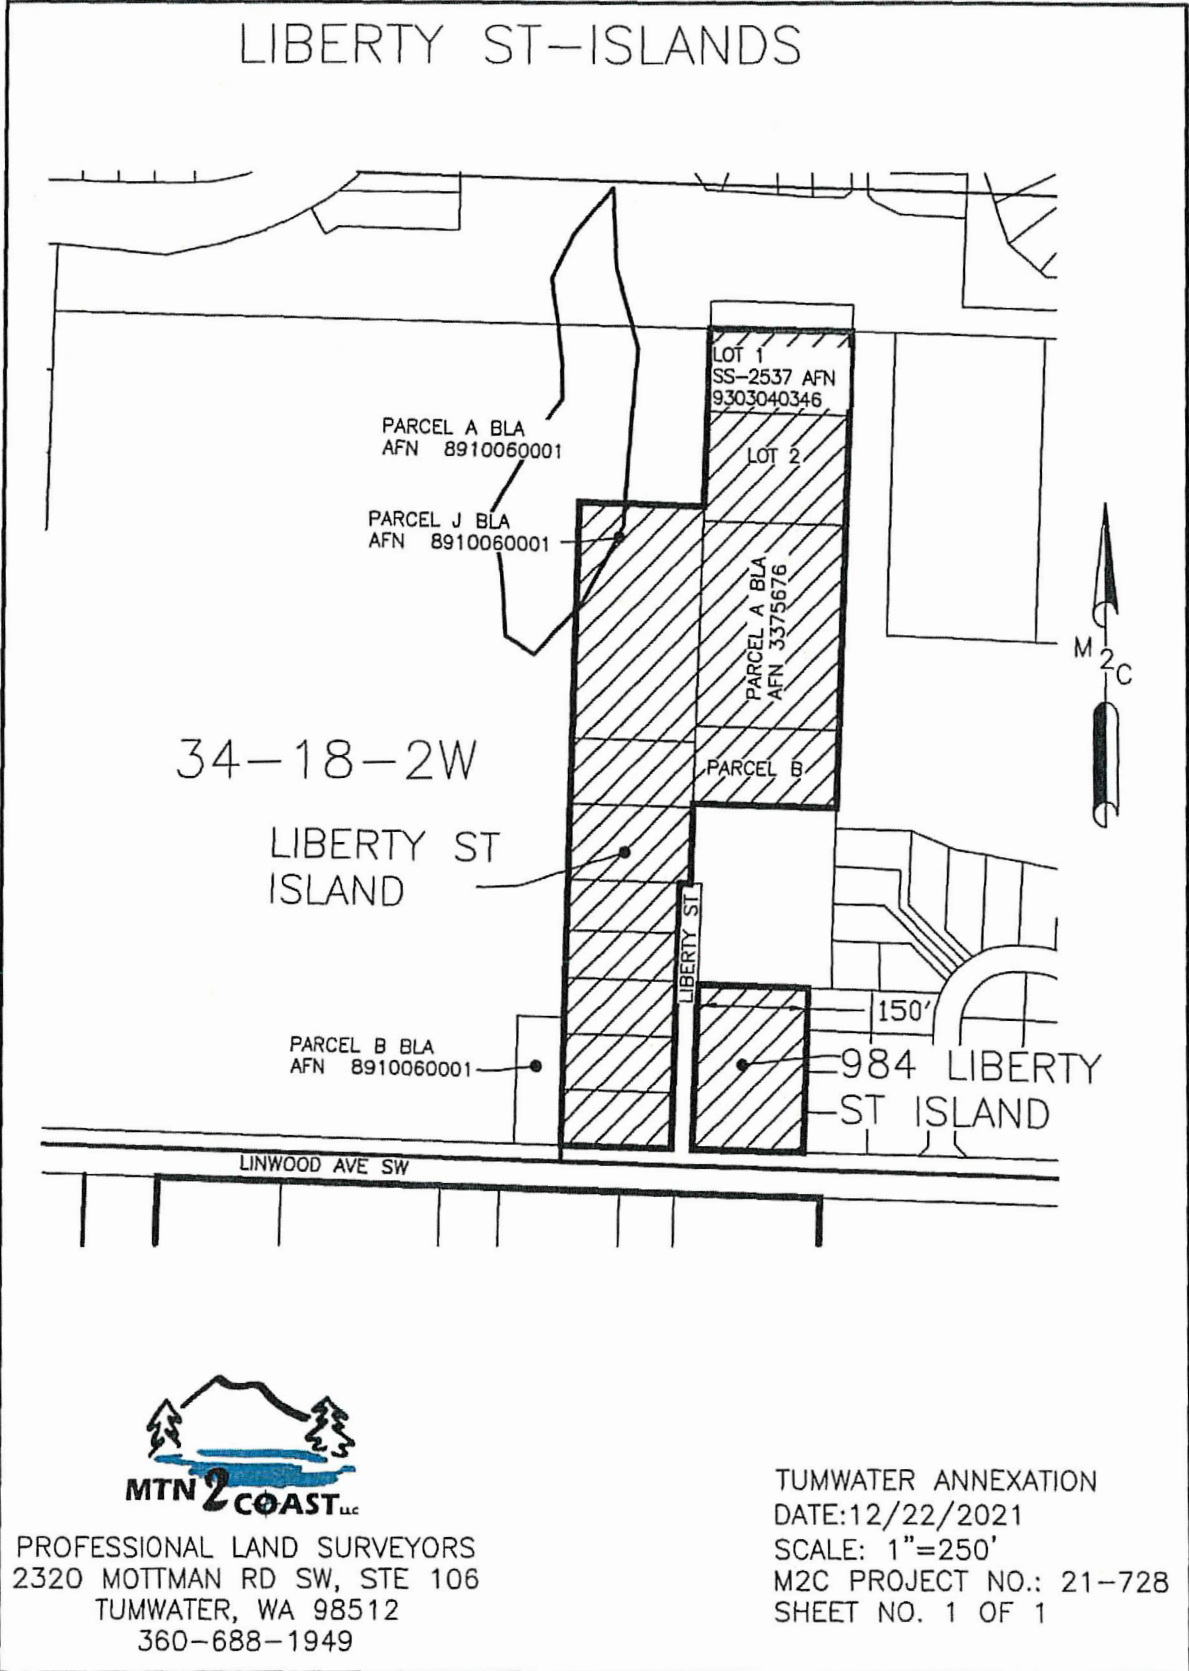 LIBERTY ST-ISLANDS
LOT 1
SS-2537 AFN
9303040346
PARCEL A BLA
AFN 8910060001
LOT 2
PARCEL J BLA
AFN 8910060001
PARCEL A BLA
AFN 3375676
M2C
34-18-2W
PARCEL B
LIBERTY ST
ISLAND
LIBERTY ST
150'
PARCEL B BLA
AFN 8910060001
984 LIBERTY
ST ISLAND
LINWOOD AVE SW
MTN 2 COAST LLC
PROFESSIONAL LAND SURVEYORS
2320 MOTTMAN RD SW, STE 106
TUMWATER, WA 98512
360-688-1949
TUMWATER ANNEXATION
DATE:12/22/2021
SCALE: 1"=250'
M2C PROJECT NO.: 21-728
SHEET NO. 1 OF 1